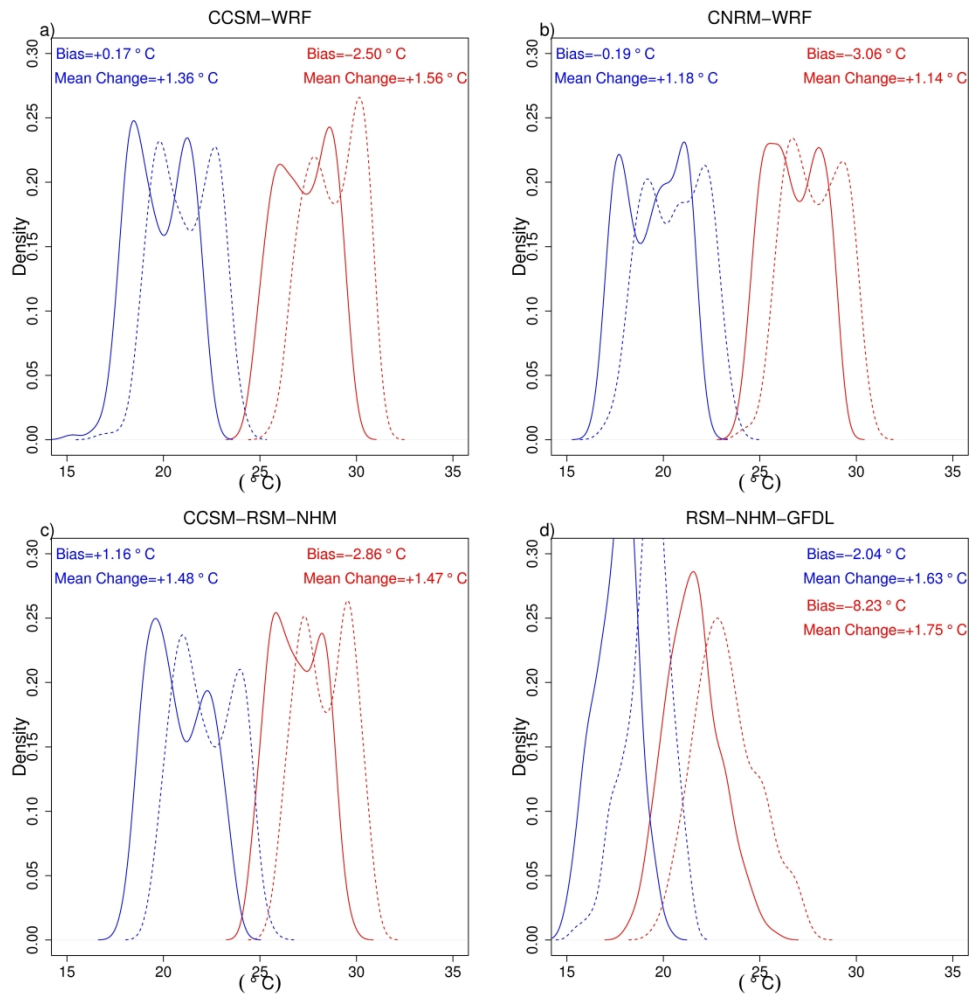 CCSM−WRF
a)
Bias=+0.17 ° C
Mean Change=+1.36 ° C
Bias=−2.50 ° C
Mean Change=+1.56 ° C
Density
0.00 0.05 0.10 0.15 0.20 0.25 0.30
15 20 25 30 35
( ° C)
CNRM−WRF
b)
Bias=−0.19 ° C
Mean Change=+1.18 ° C
Bias=−3.06 ° C
Mean Change=+1.14 ° C
Density
0.00 0.05 0.10 0.15 0.20 0.25 0.30
15 20 25 30 35
( ° C)
CCSM−RSM−NHM
c)
Bias=+1.16 ° C
Mean Change=+1.48 ° C
Bias=−2.86 ° C
Mean Change=+1.47 ° C
Density
0.00 0.05 0.10 0.15 0.20 0.25 0.30
15 20 25 30 35
( ° C)
RSM−NHM−GFDL
d)
Bias=−2.04 ° C
Mean Change=+1.63 ° C
Bias=−8.23 ° C
Mean Change=+1.75 ° C
Density
0.00 0.05 0.10 0.15 0.20 0.25 0.30
15 20 25 30 35
( ° C)